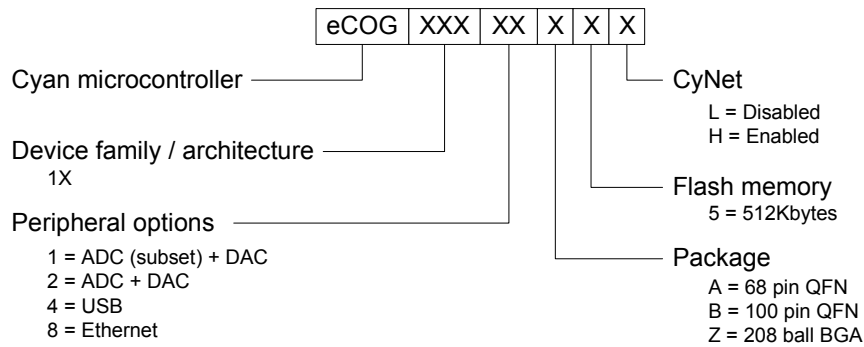 eCOG XXX XX X X X
Cyan microcontroller
Device family / architecture
1X
Peripheral options
1 = ADC (subset) + DAC
2 = ADC + DAC
4 = USB
8 = Ethernet
CyNet
L = Disabled
H = Enabled
Flash memory
5 = 512Kbytes
Package
A = 68 pin QFN
B = 100 pin QFN
Z = 208 ball BGA